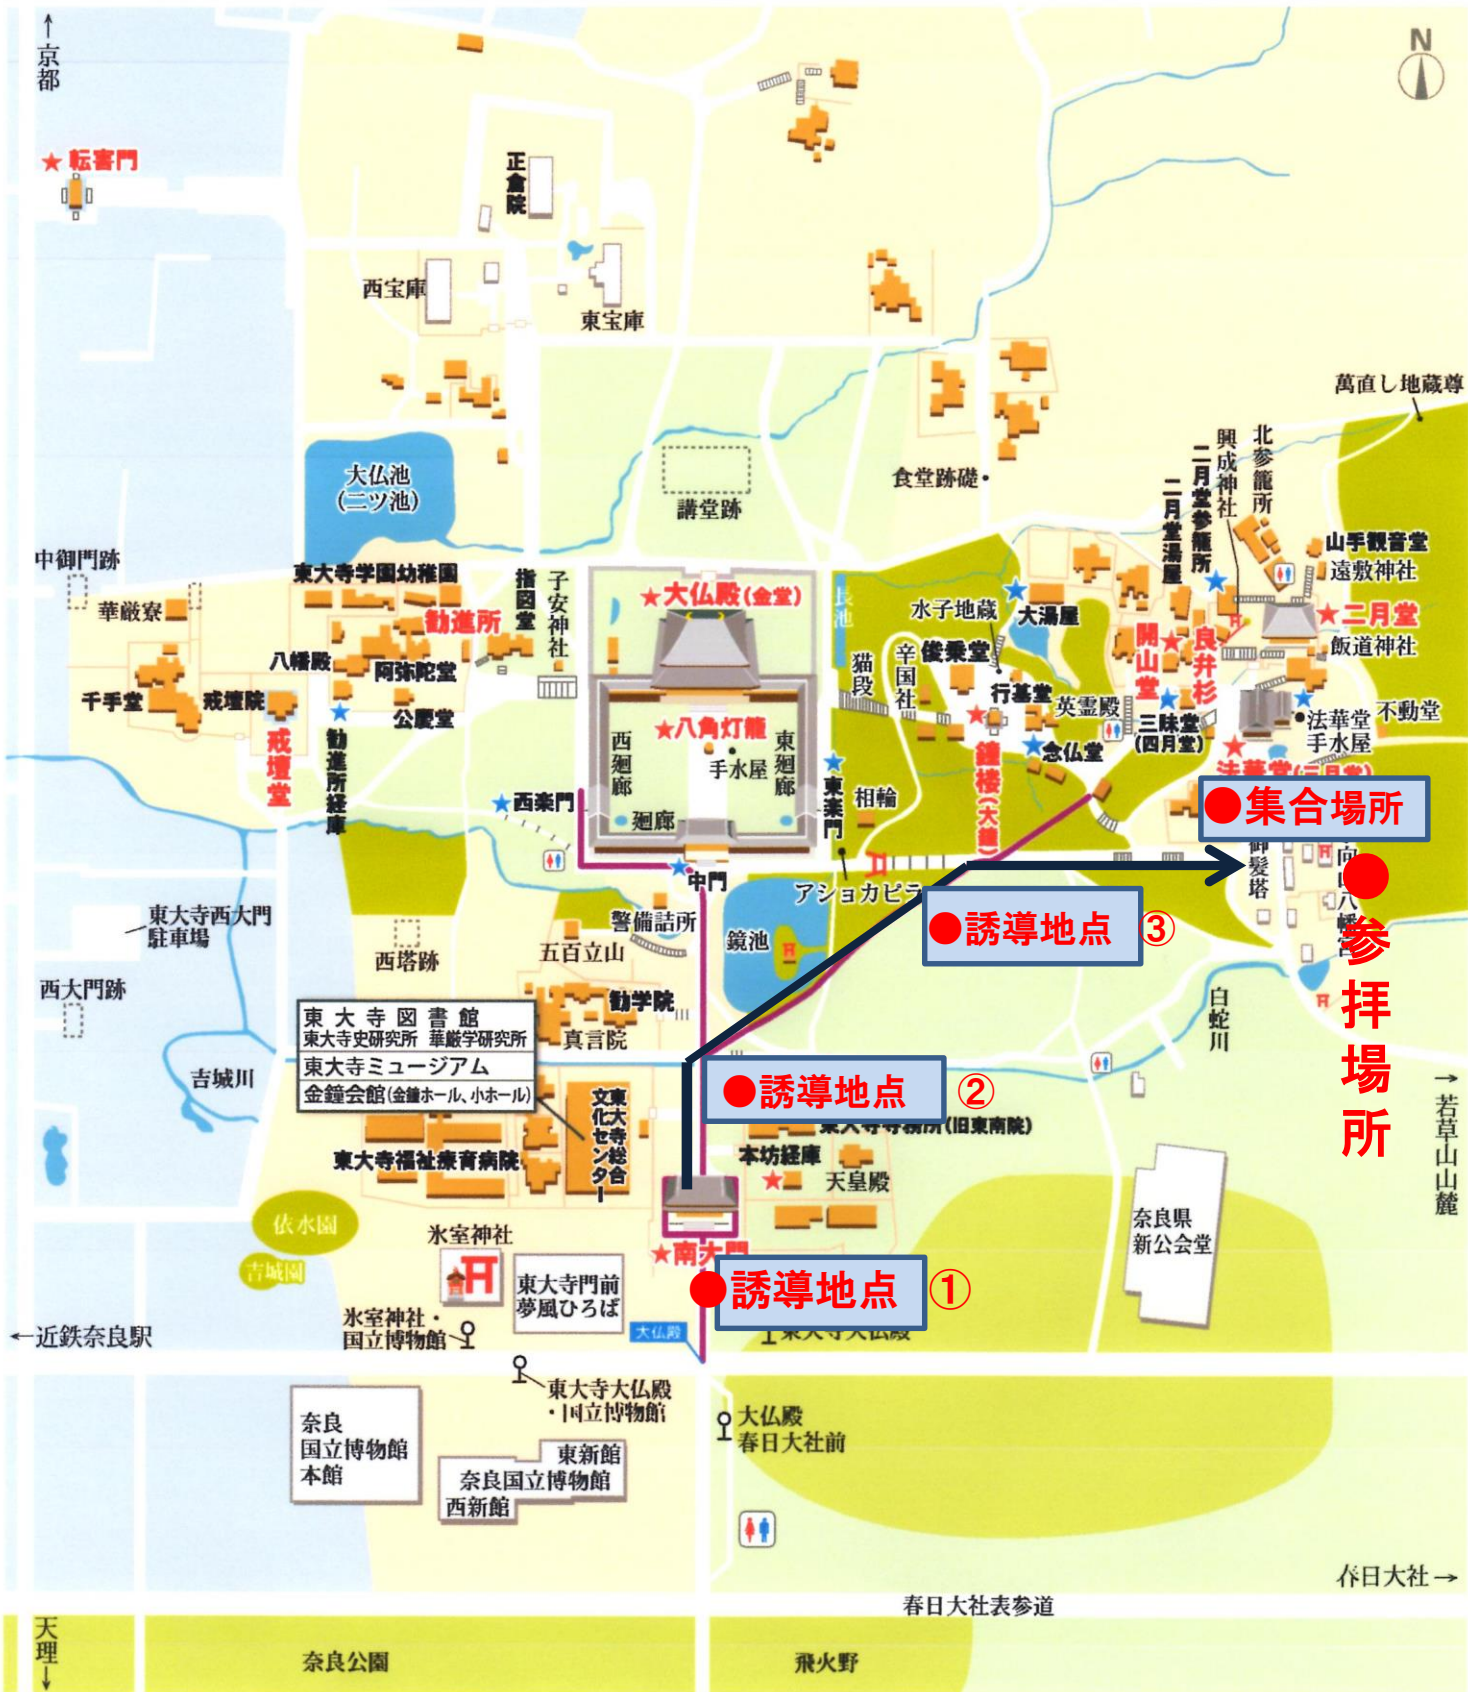 ↑京都
N
★転害門
正倉院
西宝庫
東宝庫
萬直し地蔵尊
大仏池
(二ツ池)
講堂跡
食堂跡礎・
北参籠所
興成神社
二月堂参籠所
二月堂湯屋
山手観音堂
遠敷神社
★二月堂
飯道神社
中御門跡
華厳寮
東大寺学園幼稚園
勧進所
指図堂
子安神社
★大仏殿(金堂)
長池
水子地蔵
大湯屋
開山堂
良弁杉
八幡殿
阿弥陀堂
千手堂
戒壇院
公慶堂
猫段
辛国社
俊乗堂
行基堂
英霊殿
三昧堂
(四月堂)
法華堂
手水屋
不動堂
戒壇堂
勧進所経庫
★八角灯籠
西廻廊
東廻廊
手水屋
廻廊
★西楽門
東楽門
相輪
鐘楼(大鐘)
念仏堂
法華堂(三月堂)
●集合場所
中門
アショカピラ
御髪塔
向山八幡宮
●参拝場所
東大寺西大門
駐車場
西塔跡
五百立山
警備詰所
鏡池
●誘導地点 ③
西大門跡
勧学院
真言院
白蛇川
東大寺図書館
東大寺史研究所 華厳学研究所
東大寺ミュージアム
金鐘会館(金鐘ホール、小ホール)
吉城川
●誘導地点 ②
東大寺寺務所(旧東南院)
東大寺総合
文化センター
東大寺福祉療育病院
本坊経庫
天皇殿
→若草山山麓
依水園
吉城園
氷室神社
★南大門
奈良県
新公会堂
東大寺門前
夢風ひろば
●誘導地点 ①
氷室神社・
国立博物館
←近鉄奈良駅
大仏殿
東大寺大仏殿
東大寺大仏殿
・国立博物館
奈良
国立博物館
本館
東新館
奈良国立博物館
西新館
大仏殿
春日大社前
春日大社→
春日大社表参道
天理↓
奈良公園
飛火野